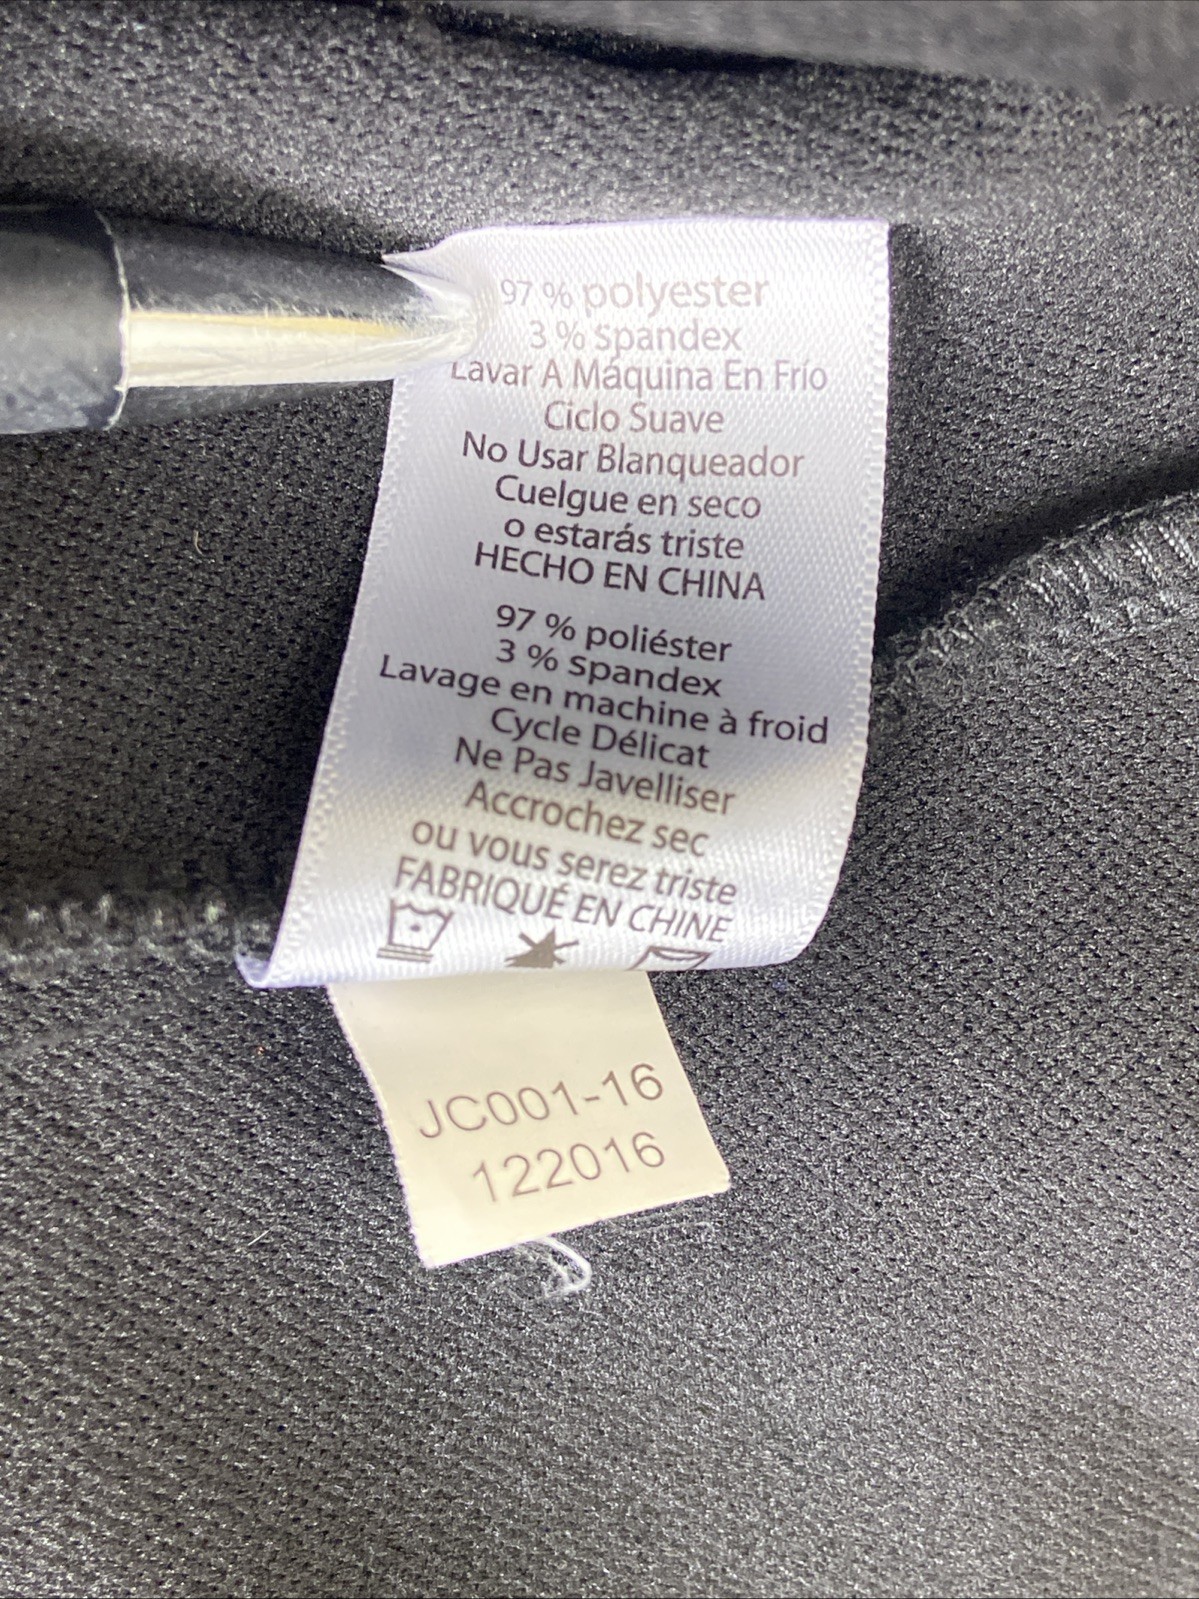 97 % polyester
3 % spandex
Lavar A Máquina En Frío
Ciclo Suave
No Usar Blanqueador
Cuelgue en seco
o estarás triste
HECHO EN CHINA
97 % poliéster
3 % spandex
Lavage en machine à froid
Cycle Délicat
Ne Pas Javelliser
Accrochez sec
ou vous serez triste
FABRIQUÉ EN CHINE
JC001-16
122016